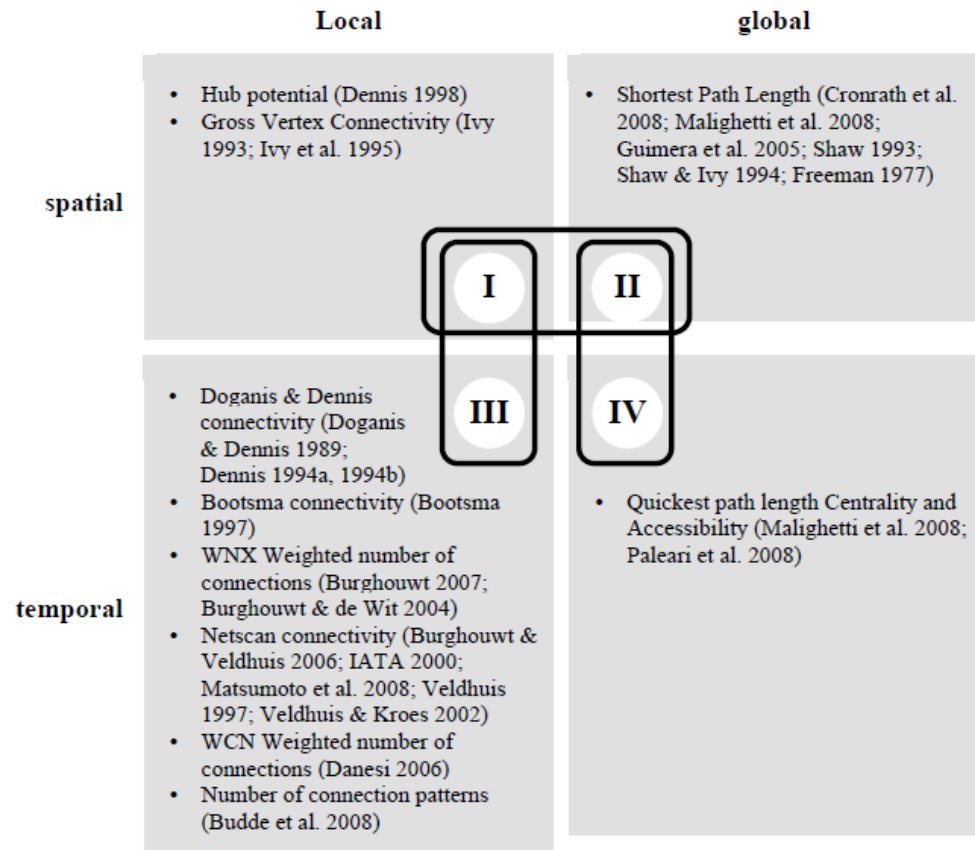 Local
global
spatial
• Hub potential (Dennis 1998)
• Gross Vertex Connectivity (Ivy
1993; Ivy et al. 1995)
• Shortest Path Length (Cronrath et al.
2008; Malighetti et al. 2008;
Guimera et al. 2005; Shaw 1993;
Shaw & Ivy 1994; Freeman 1977)
I
II
temporal
• Doganis & Dennis
connectivity (Doganis
& Dennis 1989;
Dennis 1994a, 1994b)
• Bootsma connectivity (Bootsma
1997)
• WNX Weighted number of
connections (Burghouwt 2007;
Burghouwt & de Wit 2004)
• Netscan connectivity (Burghouwt &
Veldhuis 2006; IATA 2000;
Matsumoto et al. 2008; Veldhuis
1997; Veldhuis & Kroes 2002)
• WCN Weighted number of
connections (Danesi 2006)
• Number of connection patterns
(Budde et al. 2008)
III
IV
• Quickest path length Centrality and
Accessibility (Malighetti et al. 2008;
Paleari et al. 2008)